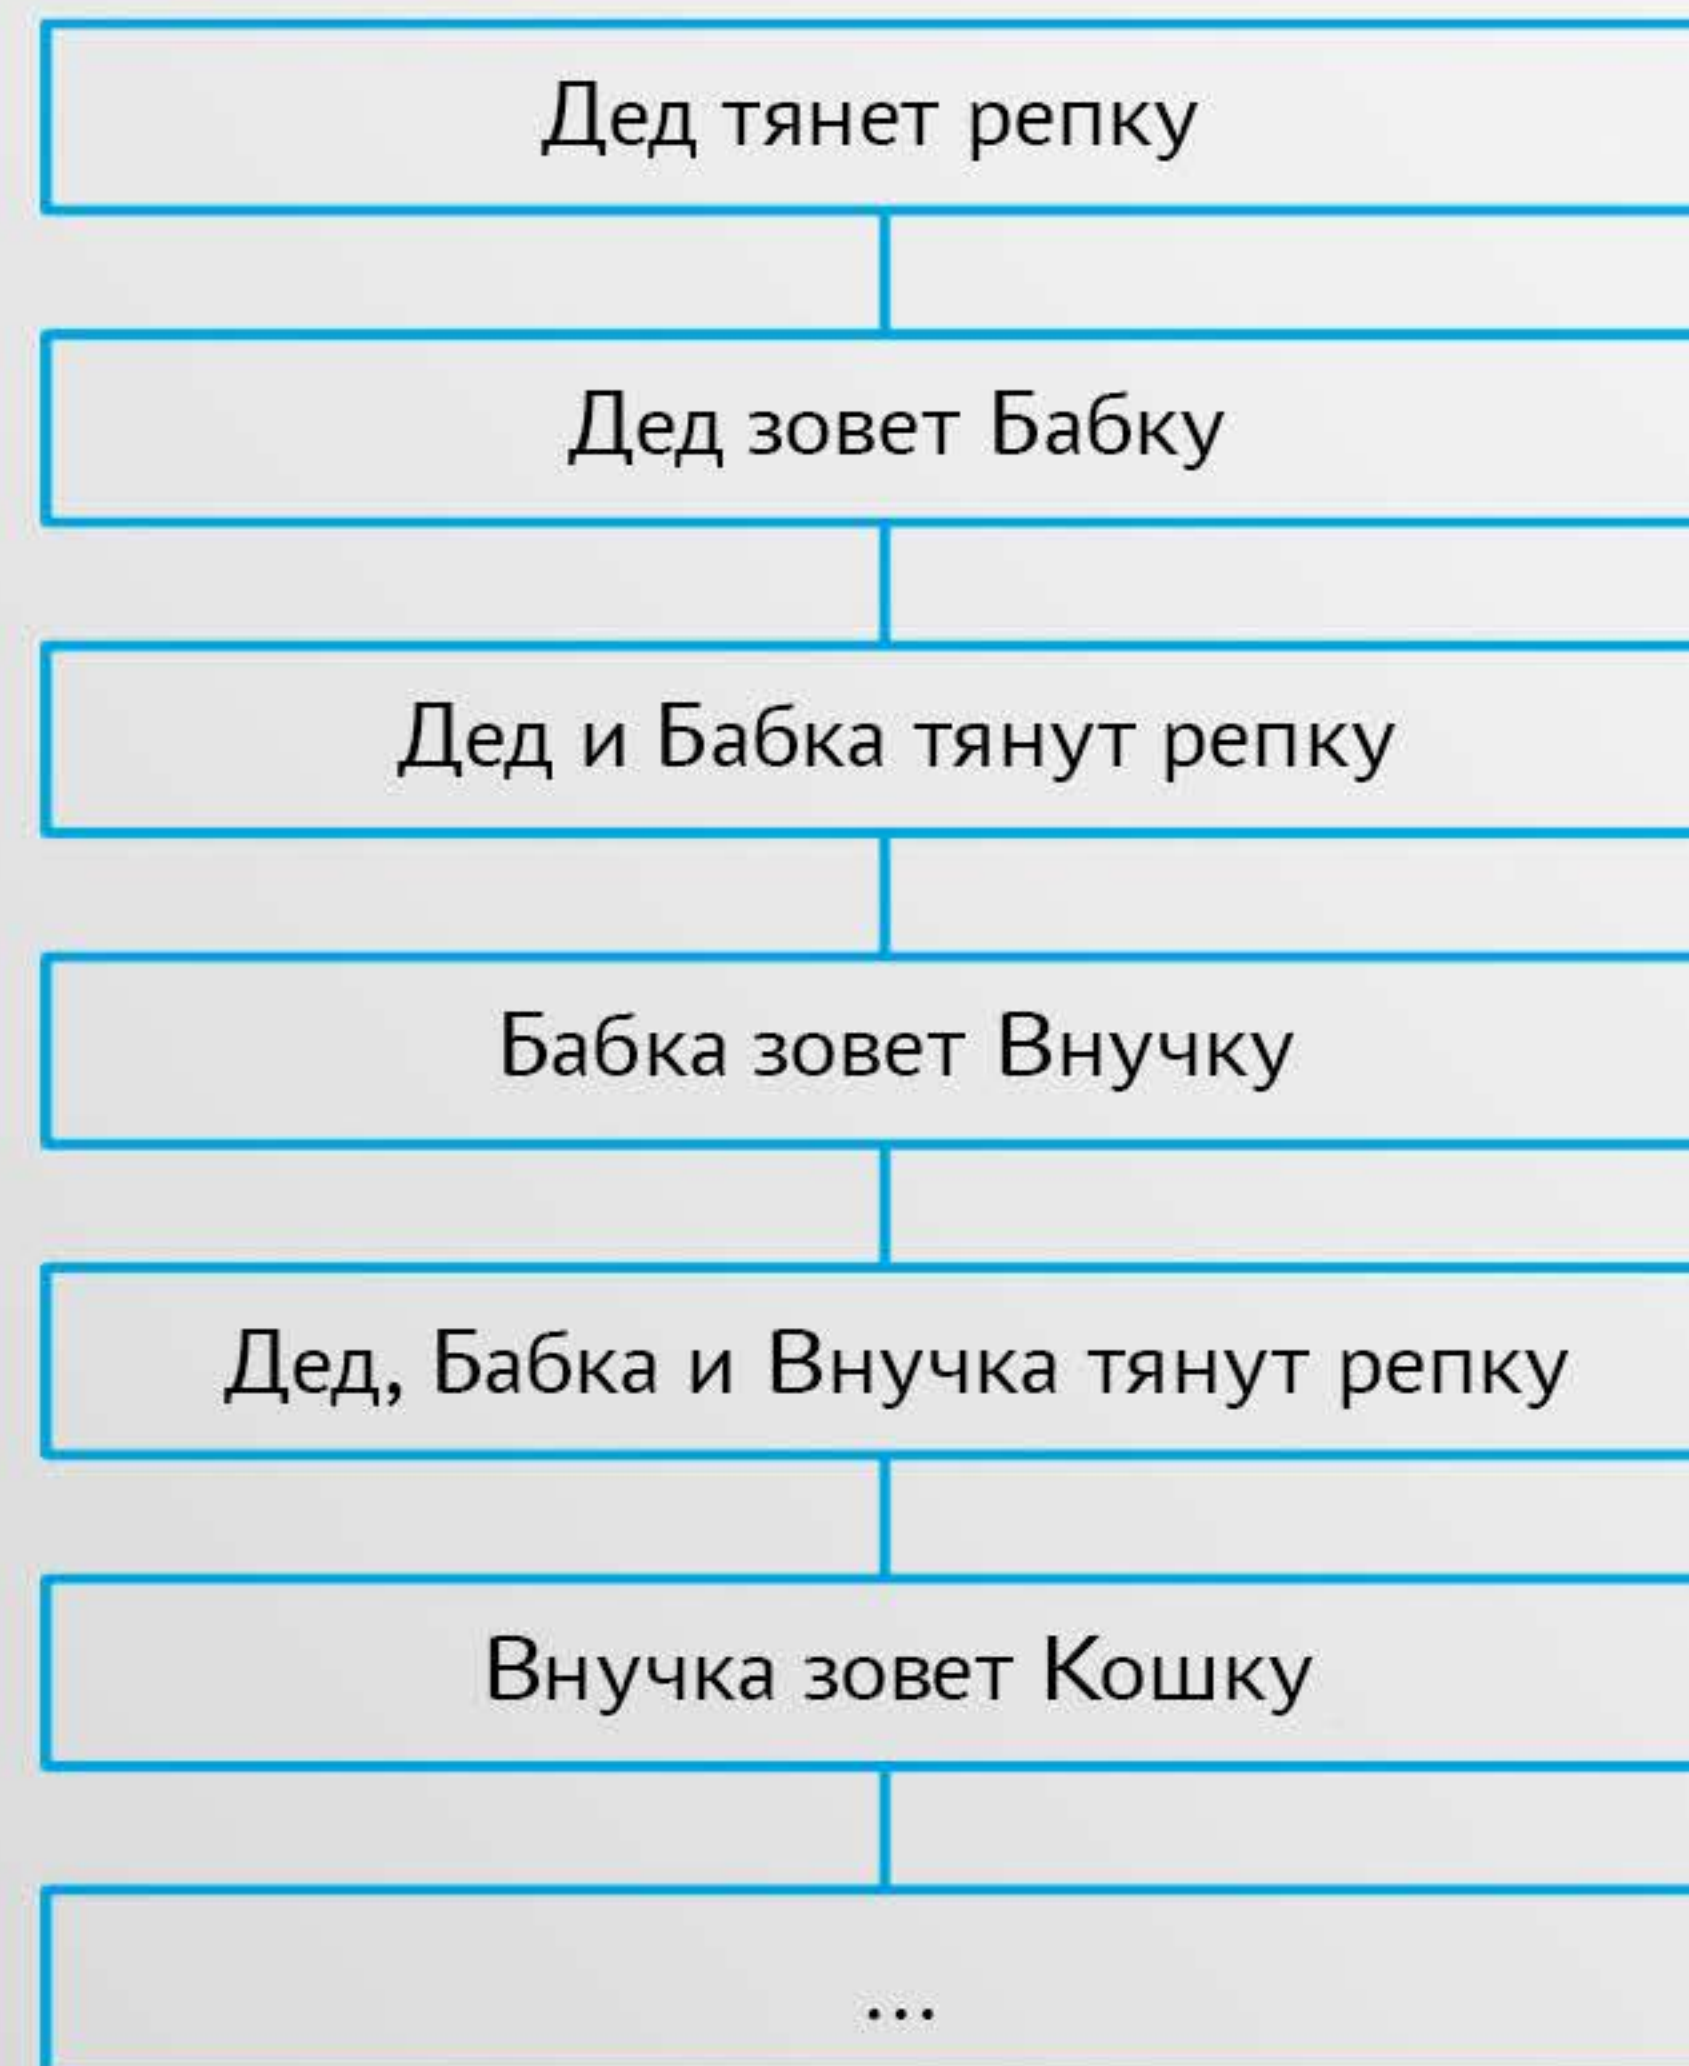 Дед тянет репку
Дед зовет Бабку
Дед и Бабка тянут репку
Бабка зовет Внучку
Дед, Бабка и Внучка тянут репку
Внучка зовет Кошку
...